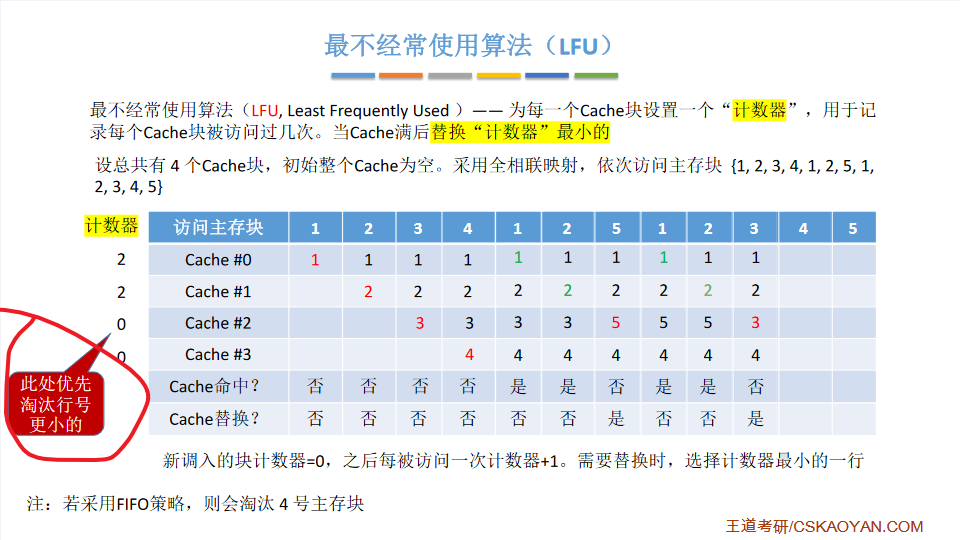 最不经常使用算法（LFU）
最不经常使用算法（LFU, Least Frequently Used ）—— 为每一个Cache块设置一个“计数器”，用于记
录每个Cache块被访问过几次。当Cache满后替换“计数器”最小的
设总共有 4 个Cache块，初始整个Cache为空。采用全相联映射，依次访问主存块 {1, 2, 3, 4, 1, 2, 5, 1,
2, 3, 4, 5}
计数器 访问主存块 1 2 3 4 1 2 5 1 2 3 4 5
2 Cache #0 1 1 1 1 1 1 1 1 1 1
2 Cache #1 2 2 2 2 2 2 2 2 2
0 Cache #2 3 3 3 3 5 5 5 3
0 Cache #3 4 4 4 4 4 4 4
Cache命中？ 否 否 否 否 是 是 否 是 是 否
Cache替换？ 否 否 否 否 否 否 是 否 否 是
此处优先
淘汰行号
更小的
新调入的块计数器=0，之后每被访问一次计数器+1。需要替换时，选择计数器最小的一行
注：若采用FIFO策略，则会淘汰 4 号主存块
王道考研/CSKAOYAN.COM